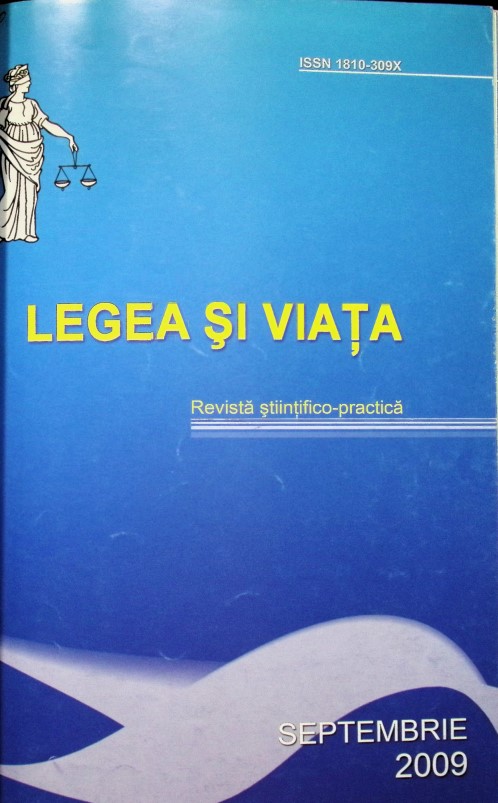 ISSN 1810-309X
LEGEA ŞI VIAŢA
Revistă ştiinţifico-practică
SEPTEMBRIE
2009